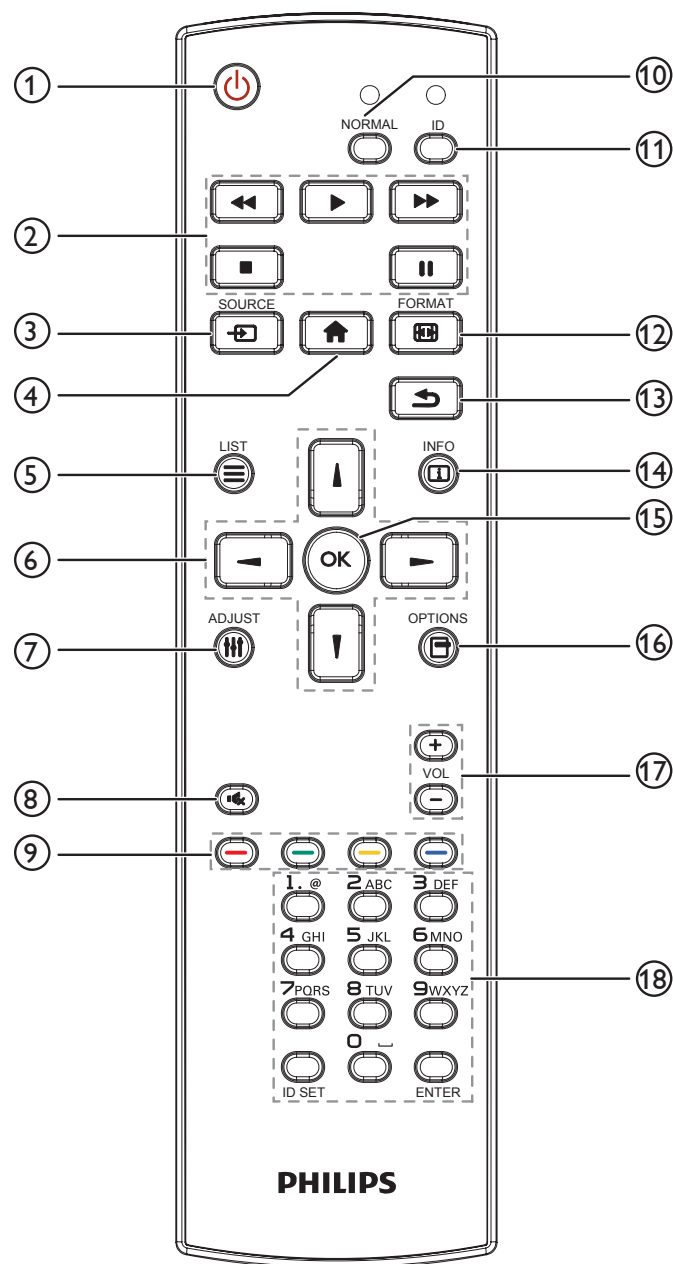 1
10
NORMAL ID
11
2
SOURCE FORMAT
3
12
4
13
LIST INFO
5
14
15
6
OK
ADJUST OPTIONS
7
16
+
VOL
17
8
−
9
1. @ 2 ABC 3 DEF
4 GHI 5 JKL 6 MNO
18
7 PQRS 8 TUV 9 WXYZ
0 ⎵
ID SET ENTER
PHILIPS